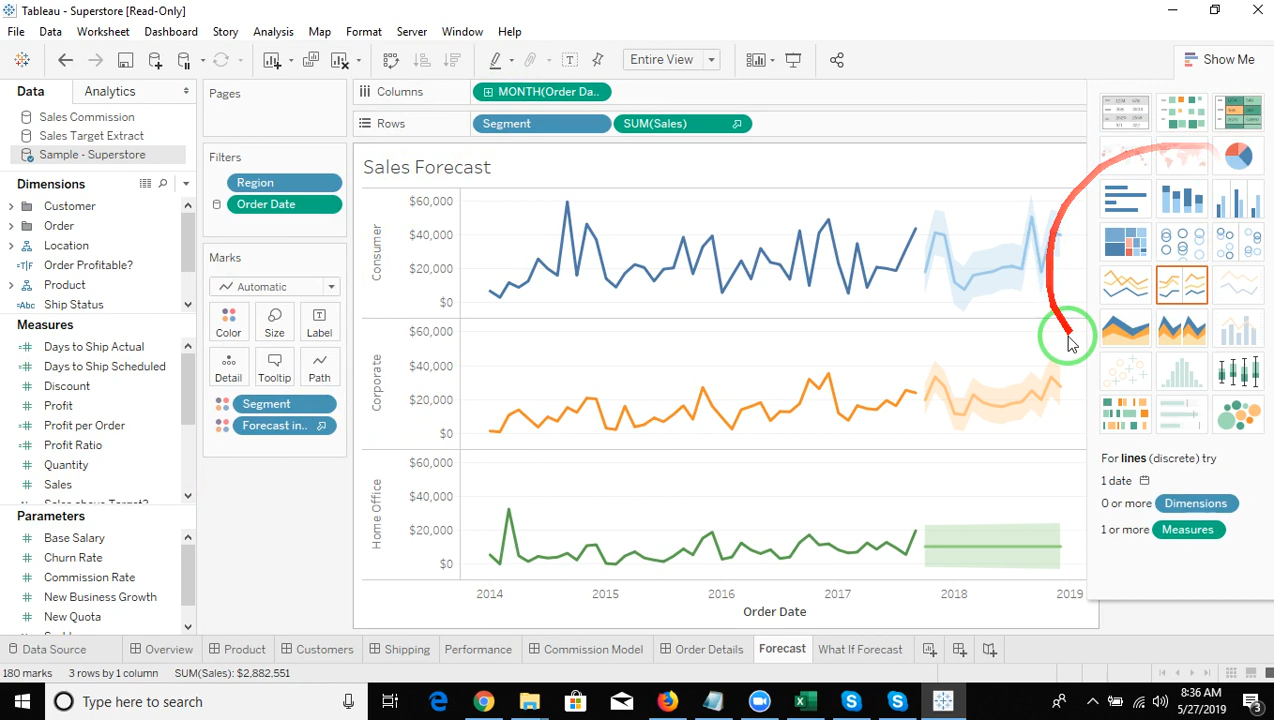 Tableau - Superstore [Read-Only]
File Data Worksheet Dashboard Story Analysis Map Format Server Window Help
Entire View
Show Me
Data Analytics
Sales Commission
Sales Target Extract
Sample - Superstore
Dimensions
Customer
Order
Location
Order Profitable?
Product
Abc Ship Status
Measures
Days to Ship Actual
Days to Ship Scheduled
Discount
Profit
Profit per Order
Profit Ratio
Quantity
Sales
Parameters
Base Salary
Churn Rate
Commission Rate
New Business Growth
New Quota
Pages
Filters
Region
Order Date
Marks
Automatic
Color Size Label
Detail Tooltip Path
Segment
Forecast in..
Columns MONTH(Order Da..
Rows Segment SUM(Sales)
Sales Forecast
Consumer
$60,000
$40,000
$20,000
$0
Corporate
$60,000
$40,000
$20,000
$0
Home Office
$60,000
$40,000
$20,000
$0
2014 2015 2016 2017 2018 2019
Order Date
For lines (discrete) try
1 date
0 or more Dimensions
1 or more Measures
Data Source Overview Product Customers Shipping Performance Commission Model Order Details Forecast What If Forecast
180 marks 3 rows by 1 column SUM(Sales): $2,882,551
Type here to search
8:36 AM
5/27/2019
3